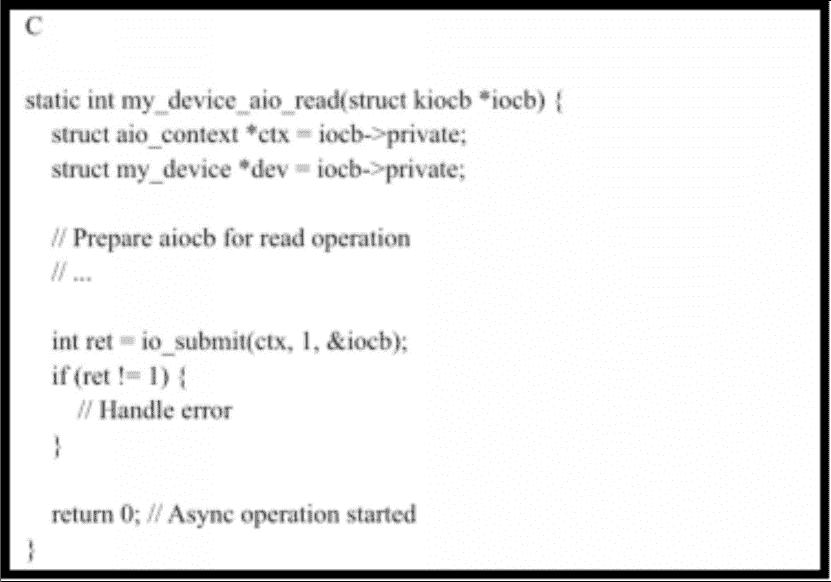 C
static int my_device_aio_read(struct kiocb *iocb) {
struct aio_context *ctx = iocb->private;
struct my_device *dev = iocb->private;
// Prepare aiocb for read operation
// ...
int ret = io_submit(ctx, 1, &iocb);
if (ret != 1) {
// Handle error
}
return 0; // Async operation started
}